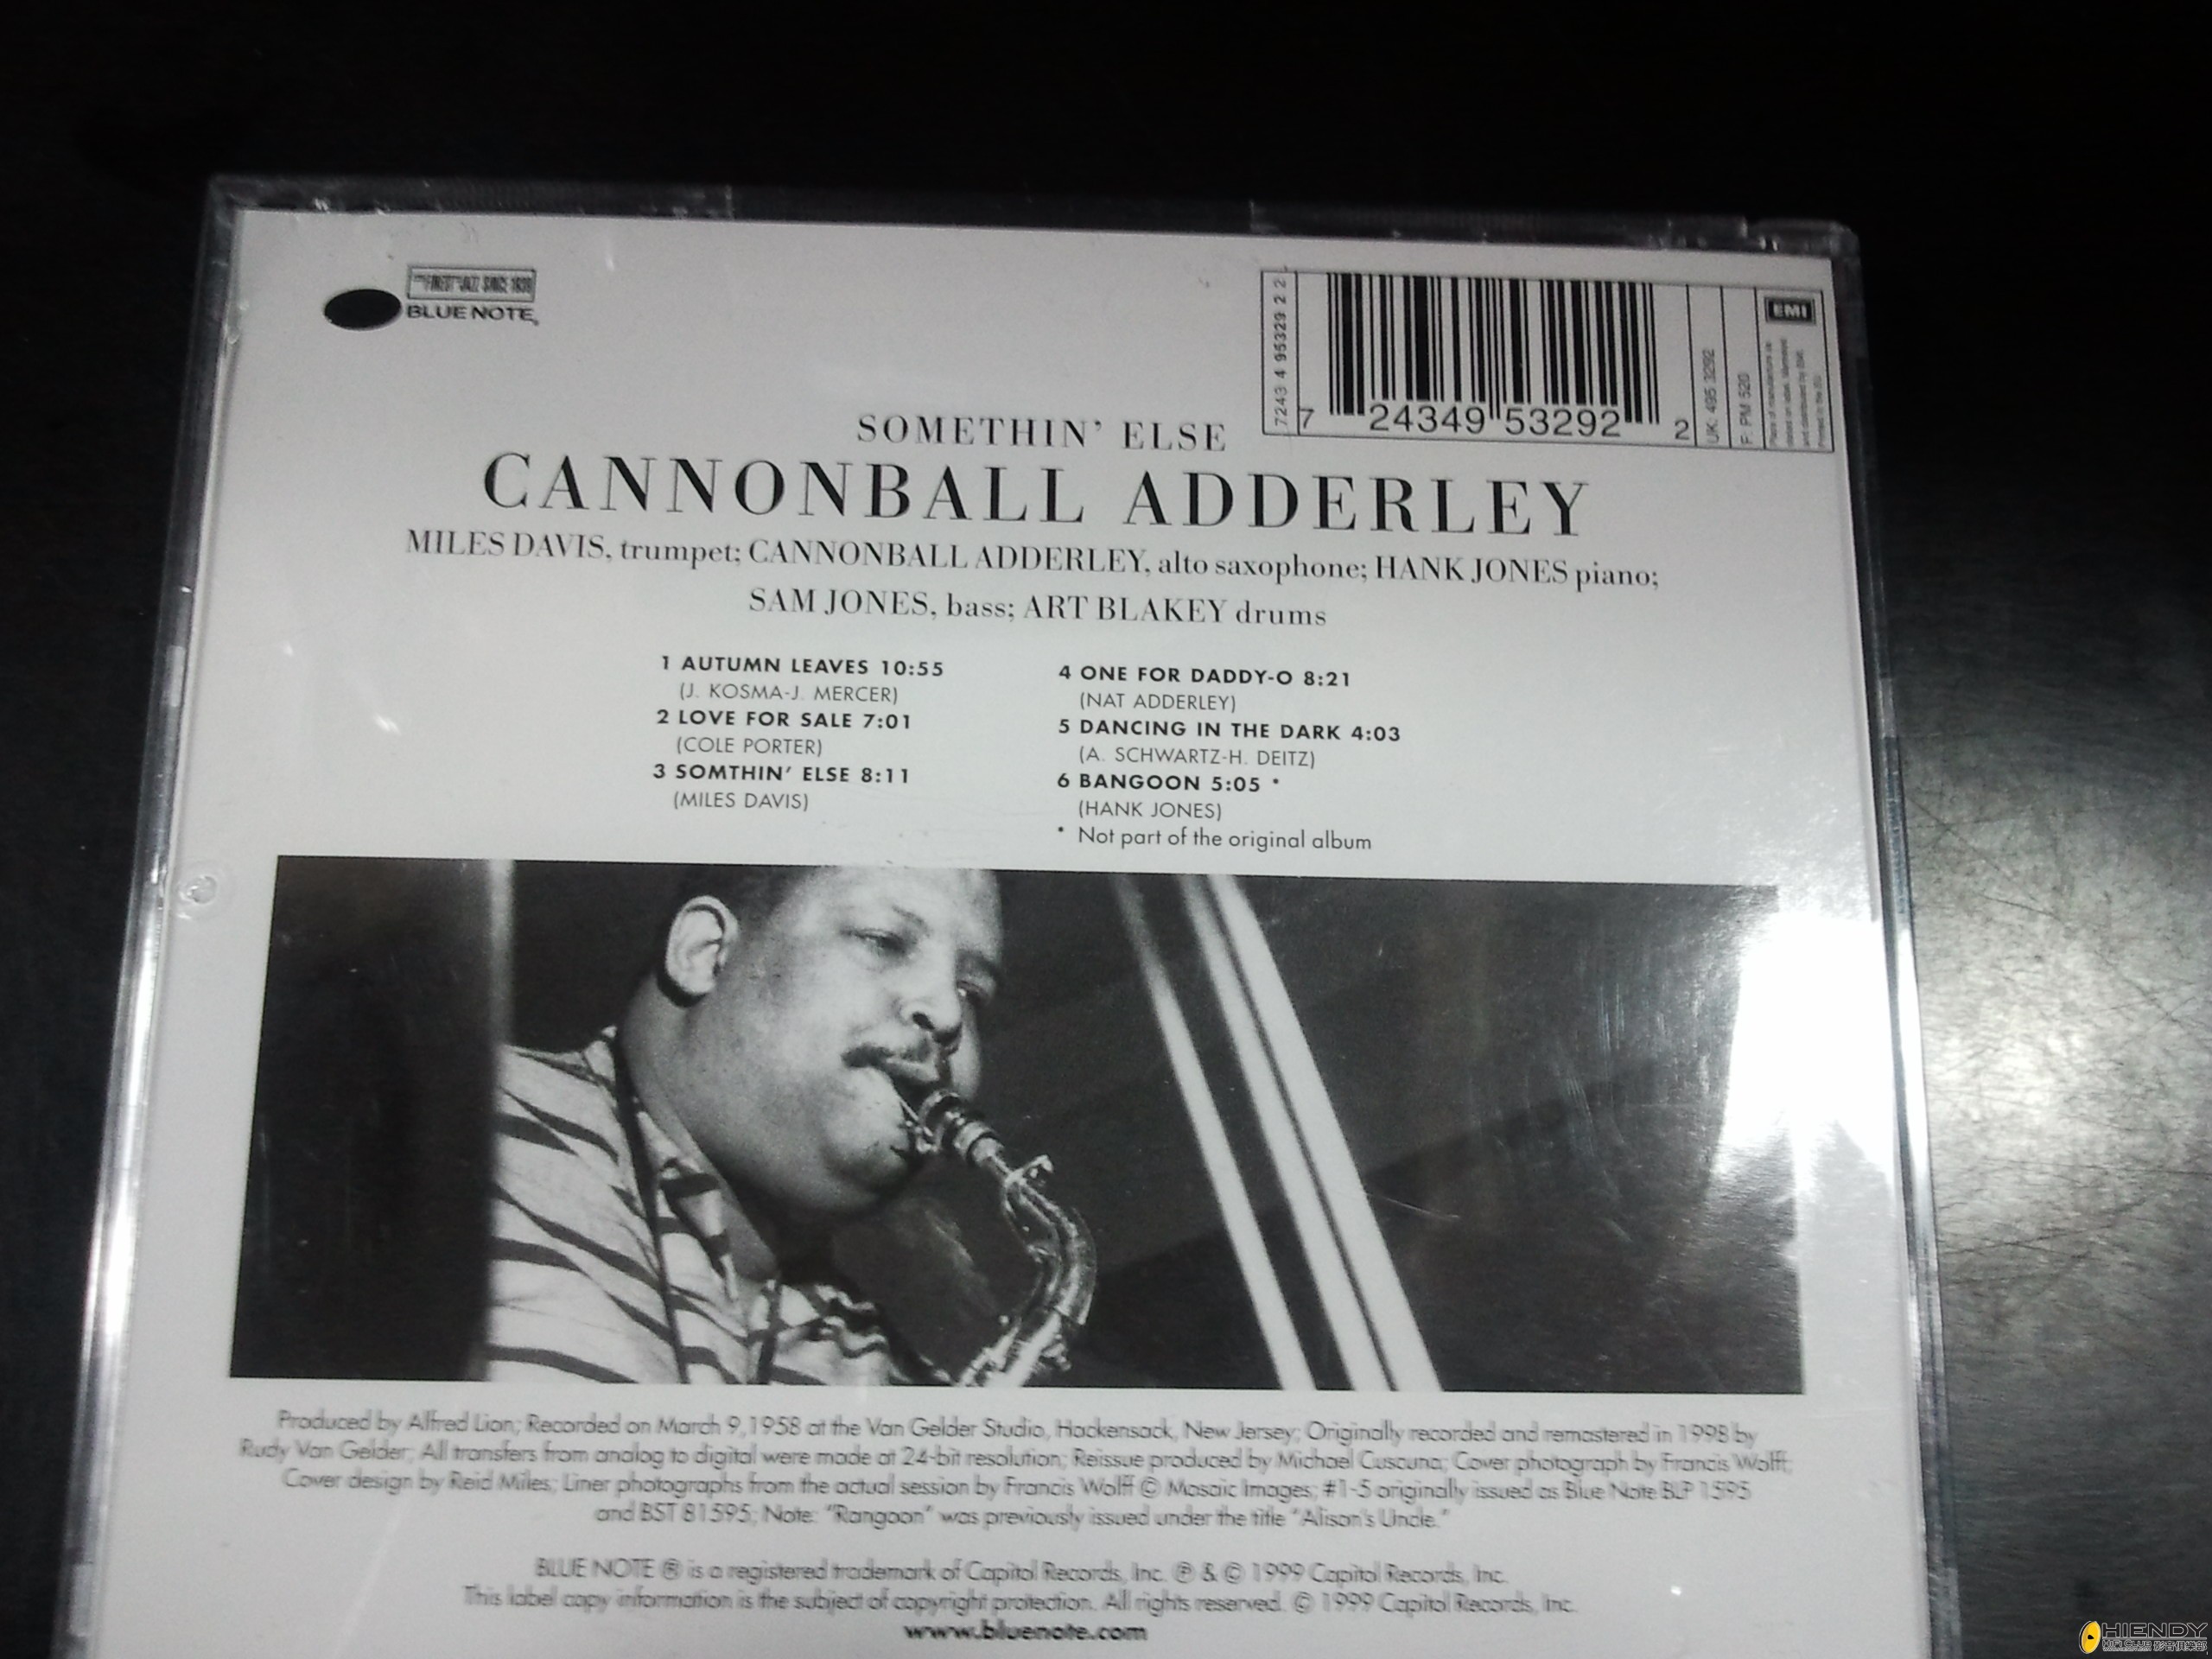 THE FINEST IN JAZZ SINCE 1939
BLUE NOTE
7243 4 95329 2 2
7 24349 53292 2
UK: 495 3292
F: PM 520
EMI
SOMETHIN' ELSE
CANNONBALL ADDERLEY
MILES DAVIS, trumpet; CANNONBALL ADDERLEY, alto saxophone; HANK JONES piano;
SAM JONES, bass; ART BLAKEY drums
1 AUTUMN LEAVES 10:55
(J. KOSMA-J. MERCER)
2 LOVE FOR SALE 7:01
(COLE PORTER)
3 SOMTHIN' ELSE 8:11
(MILES DAVIS)
4 ONE FOR DADDY-O 8:21
(NAT ADDERLEY)
5 DANCING IN THE DARK 4:03
(A. SCHWARTZ-H. DEITZ)
6 BANGOON 5:05 *
(HANK JONES)
* Not part of the original album
Produced by Alfred Lion; Recorded on March 9,1958 at the Van Gelder Studio, Hackensack, New Jersey; Originally recorded and remastered in 1998 by
Rudy Van Gelder; All transfers from analog to digital were made at 24-bit resolution; Reissue produced by Michael Cuscuna; Cover photograph by Francis Wolff;
Cover design by Reid Miles; Liner photographs from the actual session by Francis Wolff © Mosaic Images; #1-5 originally issued as Blue Note BLP 1595
and BST 81595; Note: "Rangoon" was previously issued under the title "Alison's Uncle."
BLUE NOTE ® is a registered trademark of Capitol Records, Inc. ℗ & © 1999 Capitol Records, Inc.
This label copy information is the subject of copyright protection. All rights reserved. © 1999 Capitol Records, Inc.
www.bluenote.com
HIENDY
HiFi CLUB 影音俱樂部